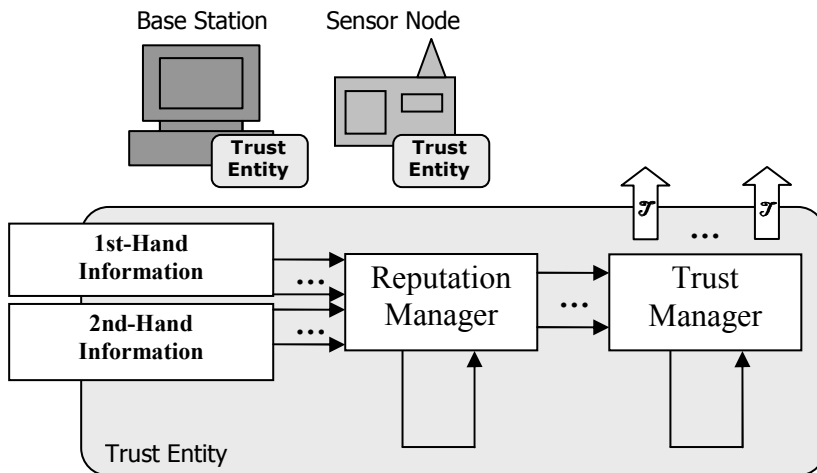 Base Station
Sensor Node
Trust
Entity
Trust
Entity
𝒯
𝒯
...
1st-Hand
Information
...
2nd-Hand
Information
...
Reputation
Manager
...
Trust
Manager
Trust Entity